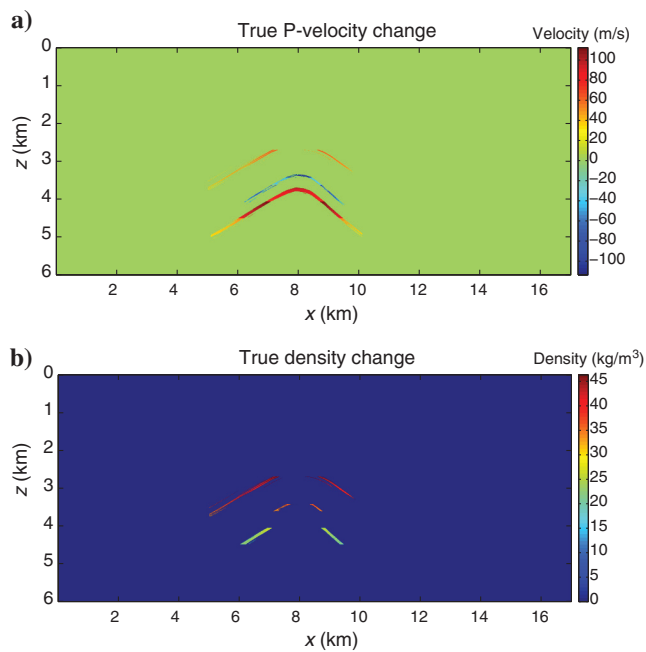 a)
True P-velocity change
Velocity (m/s)
0
1
2
3
4
5
6
z (km)
2 4 6 8 10 12 14 16
x (km)
100
80
60
40
20
0
−20
−40
−60
−80
−100
b)
True density change
Density (kg/m³)
0
1
2
3
4
5
6
z (km)
2 4 6 8 10 12 14 16
x (km)
45
40
35
30
25
20
15
10
5
0